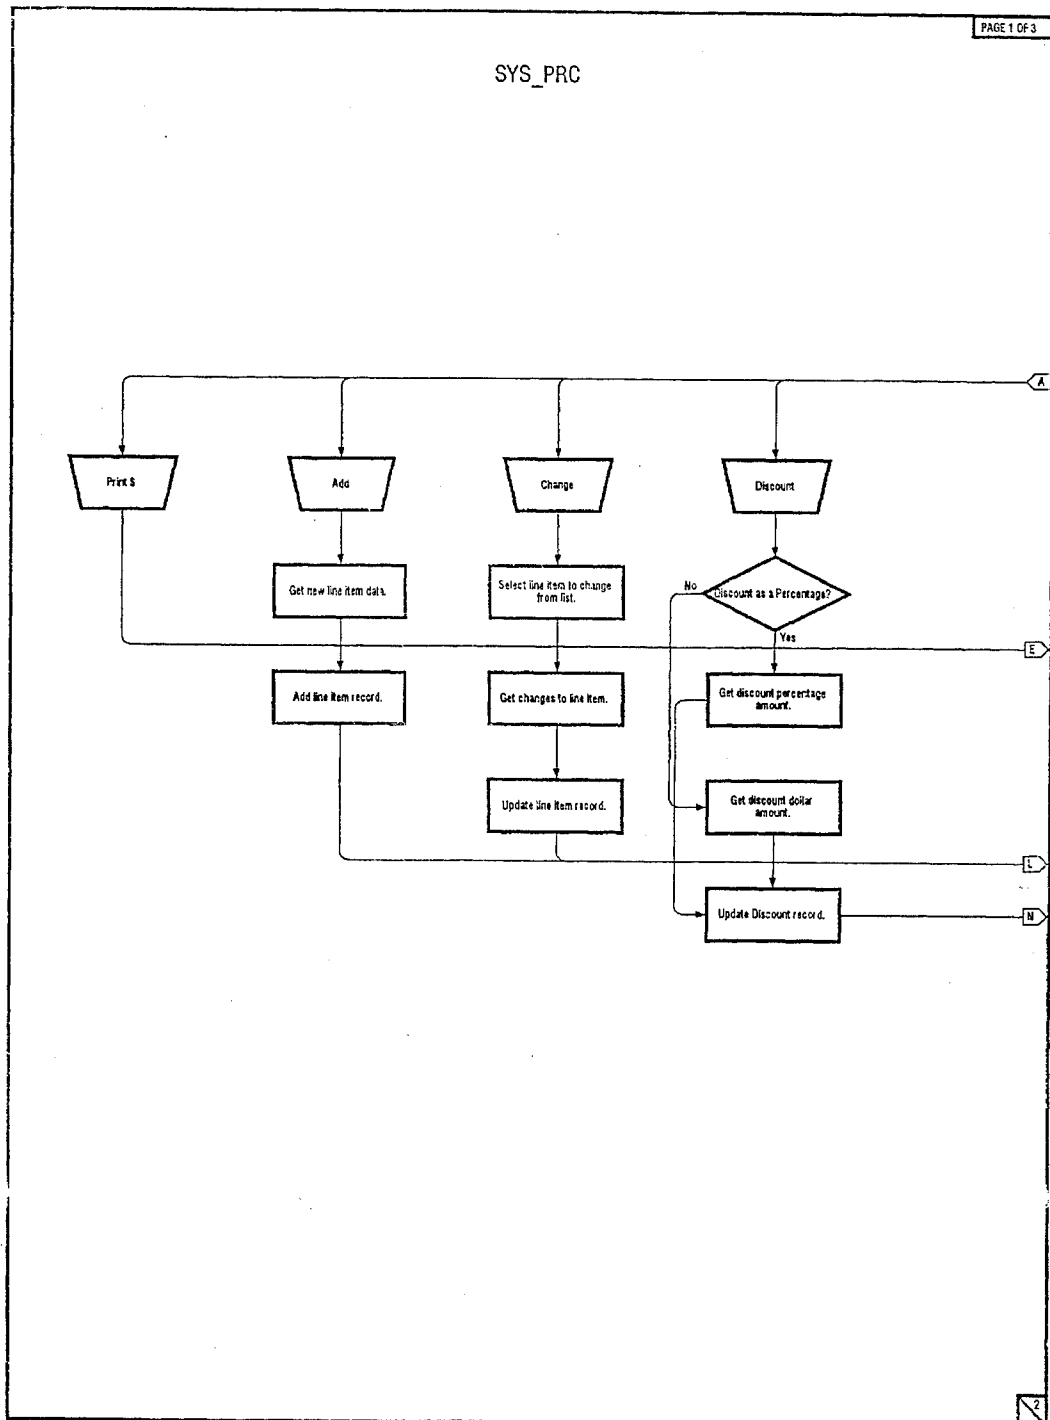 PAGE 1 OF 3
SYS_PRC
A
Print $
Add
Change
Discount
Get new line item data.
Select line item to change
from list.
No
Discount as a Percentage?
Yes
E
Add line item record.
Get changes to line item.
Get discount percentage
amount.
Update line item record.
Get discount dollar
amount.
L
Update Discount record.
N
2